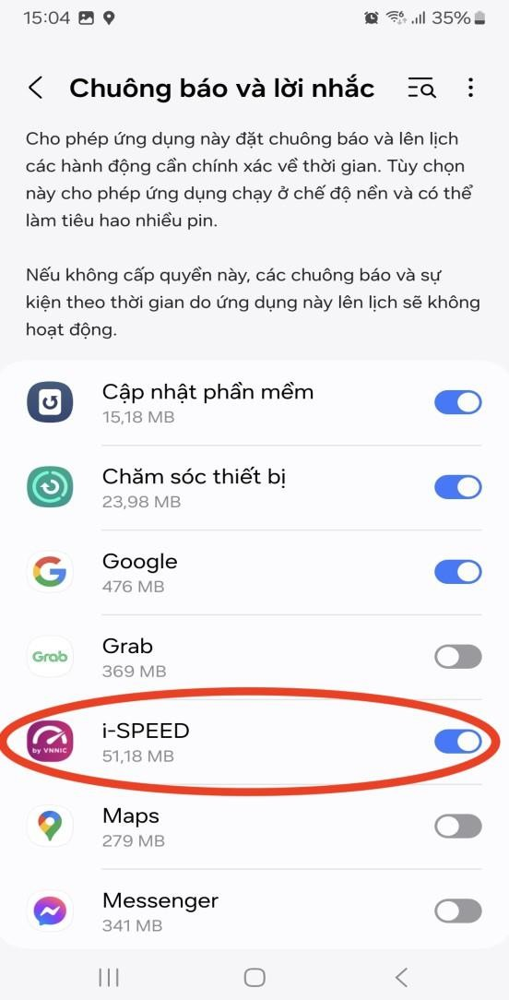 15:04
35%
Chuông báo và lời nhắc
Cho phép ứng dụng này đặt chuông báo và lên lịch
các hành động cần chính xác về thời gian. Tùy chọn
này cho phép ứng dụng chạy ở chế độ nền và có thể
làm tiêu hao nhiều pin.
Nếu không cấp quyền này, các chuông báo và sự
kiện theo thời gian do ứng dụng này lên lịch sẽ không
hoạt động.
Cập nhật phần mềm
15,18 MB
Chăm sóc thiết bị
23,98 MB
Google
476 MB
Grab
Grab
369 MB
by VNNIC
i-SPEED
51,18 MB
Maps
279 MB
Messenger
341 MB